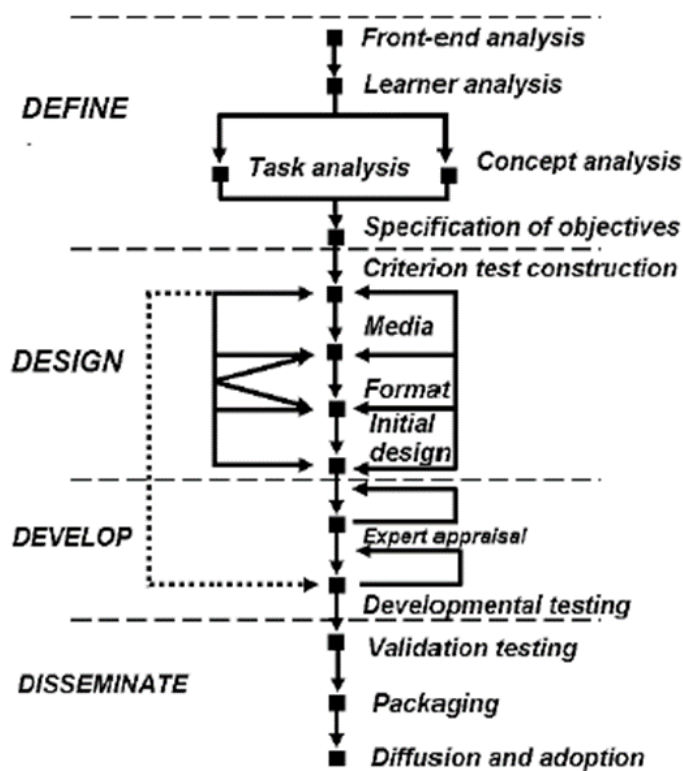 Front-end analysis
Learner analysis
DEFINE
Task analysis
Concept analysis
Specification of objectives
Criterion test construction
Media
DESIGN
Format
Initial
design
DEVELOP
Expert appraisal
Developmental testing
Validation testing
DISSEMINATE
Packaging
Diffusion and adoption